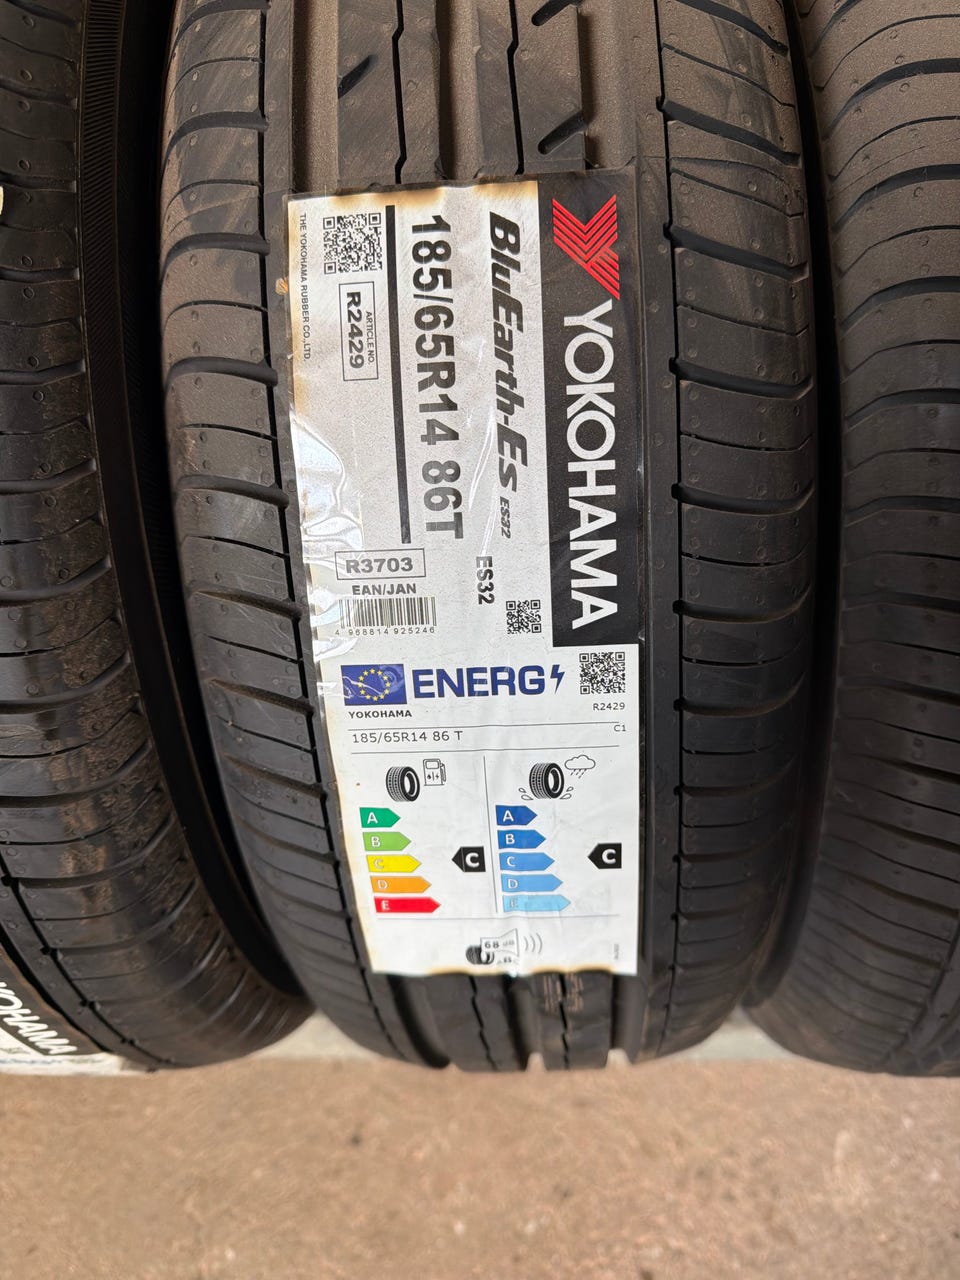 YOKOHAMA
BluEarth-Es ES32
ES32
185/65R14 86T
ARTICLE NO.
R2429
R3703
EAN/JAN
4 968814 925246
THE YOKOHAMA RUBBER CO.,LTD.
ENERG
YOKOHAMA
R2429
185/65R14 86 T
C1
A
B
C
D
E
C
A
B
C
D
E
C
68 dB
YOKOHAMA